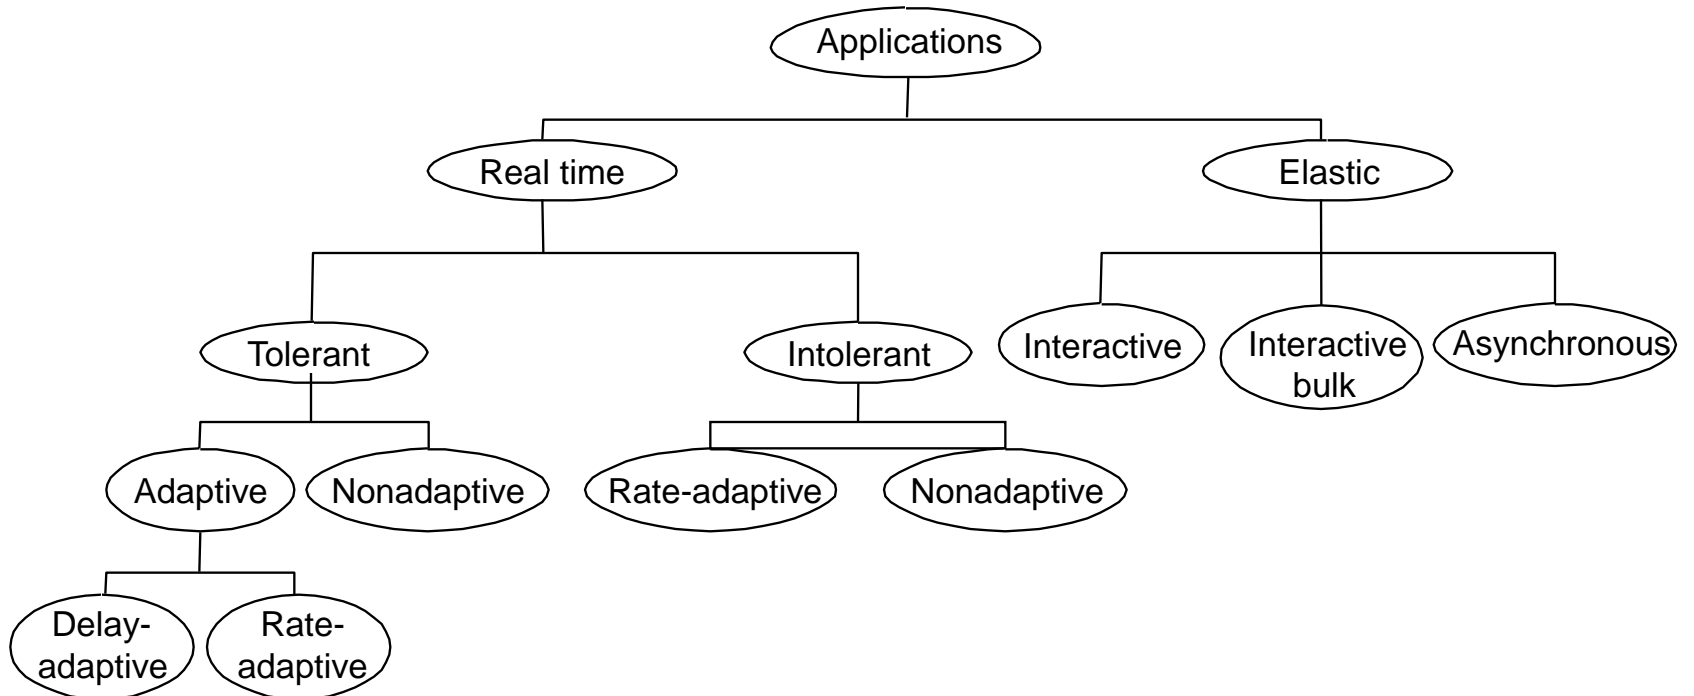 Applications
Real time
Elastic
Tolerant
Intolerant
Interactive
Interactive
bulk
Asynchronous
Adaptive
Nonadaptive
Rate-adaptive
Nonadaptive
Delay-
adaptive
Rate-
adaptive